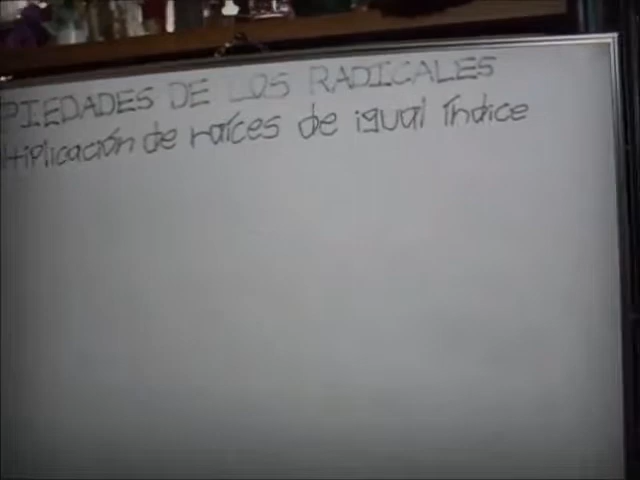 PIEDADES DE LOS RADICALES
ltiplicación de raíces de igual índice